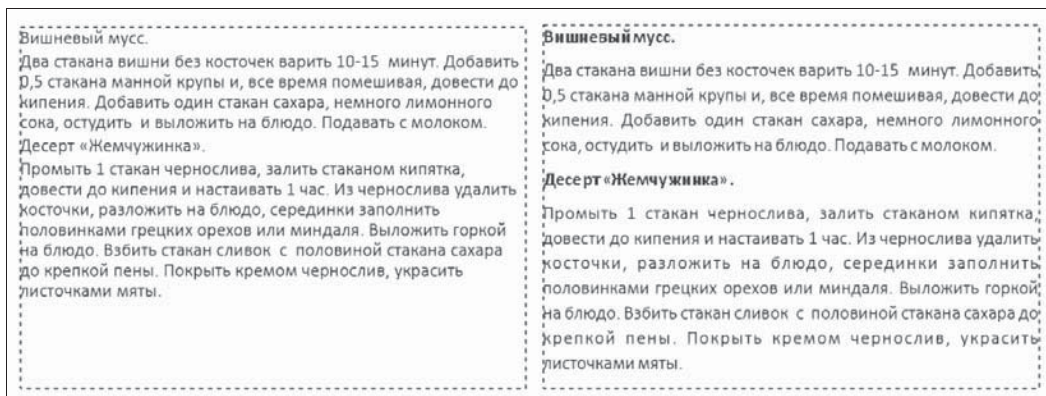 Вишневый мусс.
Два стакана вишни без косточек варить 10-15  минут. Добавить
0,5 стакана манной крупы и, все время помешивая, довести до
кипения. Добавить один стакан сахара, немного лимонного
сока, остудить  и выложить на блюдо. Подавать с молоком.
Десерт «Жемчужинка».
Промыть 1 стакан чернослива, залить стаканом кипятка,
довести до кипения и настаивать 1 час. Из чернослива удалить
косточки, разложить на блюдо, серединки заполнить
половинками грецких орехов или миндаля. Выложить горкой
на блюдо. Взбить стакан сливок  с  половиной стакана сахара
до крепкой пены. Покрыть кремом чернослив, украсить
листочками мяты.
Вишневый мусс.
Два стакана вишни без косточек варить 10-15  минут. Добавить
0,5 стакана манной крупы и, все время помешивая, довести до
кипения. Добавить один стакан сахара, немного лимонного
сока, остудить  и выложить на блюдо. Подавать с молоком.
Десерт «Жемчужинка».
Промыть 1 стакан чернослива, залить стаканом кипятка,
довести до кипения и настаивать 1 час. Из чернослива удалить
косточки, разложить на блюдо, серединки заполнить
половинками грецких орехов или миндаля. Выложить горкой
на блюдо. Взбить стакан сливок  с  половиной стакана сахара до
крепкой пены. Покрыть кремом чернослив, украсить
листочками мяты.